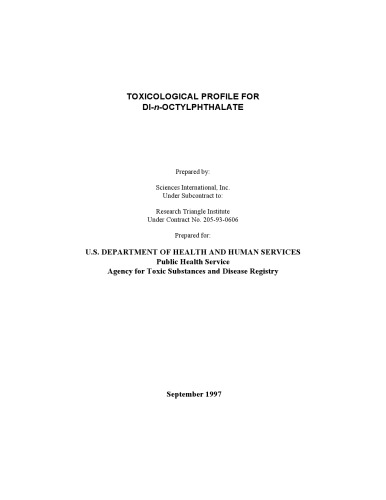 TOXICOLOGICAL PROFILE FOR
DI-n-OCTYLPHTHALATE
Prepared by:
Sciences International, Inc.
Under Subcontract to:
Research Triangle Institute
Under Contract No. 205-93-0606
Prepared for:
U.S. DEPARTMENT OF HEALTH AND HUMAN SERVICES
Public Health Service
Agency for Toxic Substances and Disease Registry
September 1997